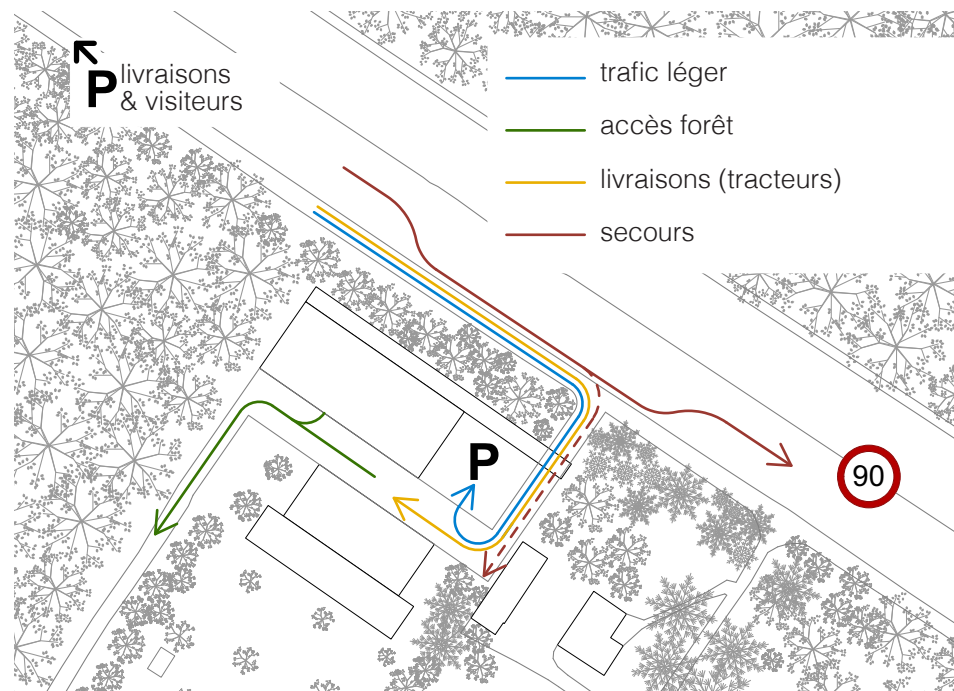 P livraisons
& visiteurs
trafic léger
accès forêt
livraisons (tracteurs)
secours
P
90